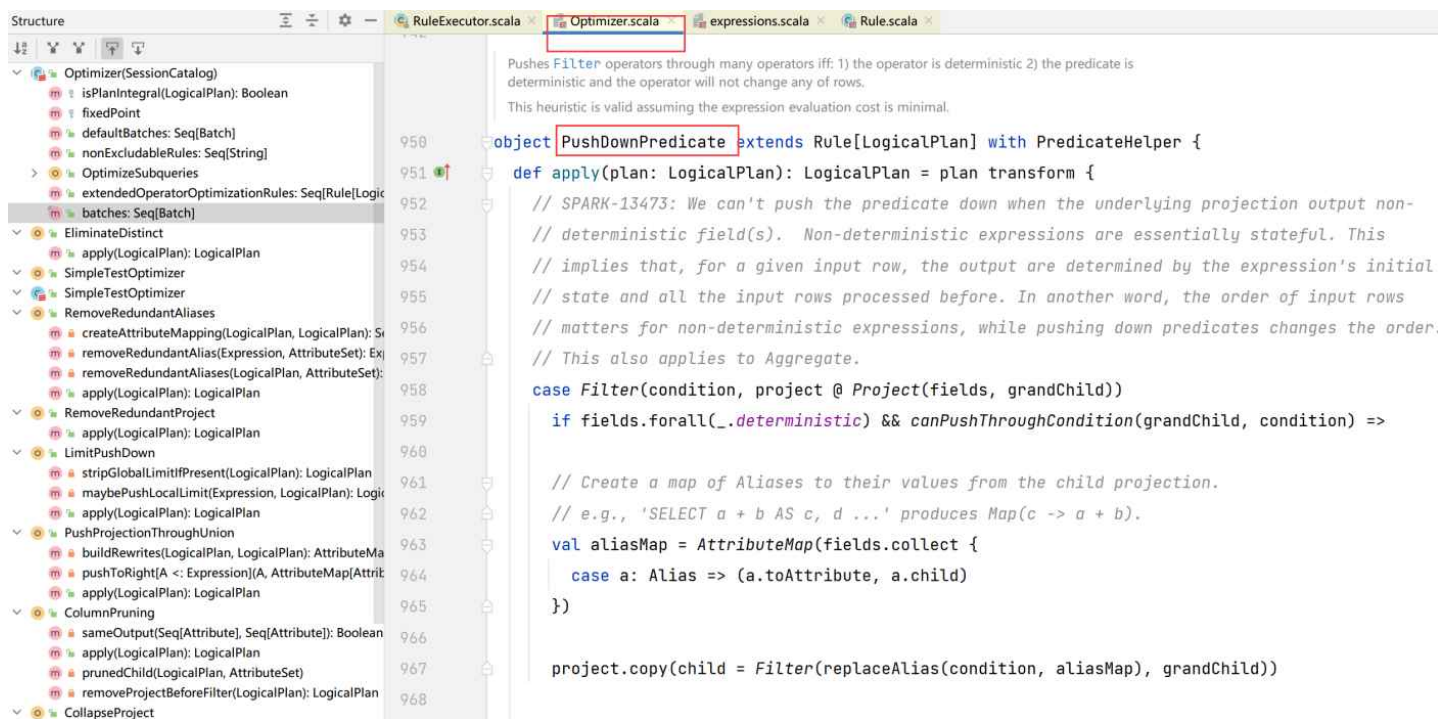 Structure
RuleExecutor.scala
Optimizer.scala
expressions.scala
Rule.scala
Optimizer(SessionCatalog)
isPlanIntegral(LogicalPlan): Boolean
fixedPoint
defaultBatches: Seq[Batch]
nonExcludableRules: Seq[String]
OptimizeSubqueries
extendedOperatorOptimizationRules: Seq[Rule[Logic
batches: Seq[Batch]
EliminateDistinct
apply(LogicalPlan): LogicalPlan
SimpleTestOptimizer
SimpleTestOptimizer
RemoveRedundantAliases
createAttributeMapping(LogicalPlan, LogicalPlan): Se
removeRedundantAlias(Expression, AttributeSet): Exp
removeRedundantAliases(LogicalPlan, AttributeSet):
apply(LogicalPlan): LogicalPlan
RemoveRedundantProject
apply(LogicalPlan): LogicalPlan
LimitPushDown
stripGlobalLimitIfPresent(LogicalPlan): LogicalPlan
maybePushLocalLimit(Expression, LogicalPlan): Logic
apply(LogicalPlan): LogicalPlan
PushProjectionThroughUnion
buildRewrites(LogicalPlan, LogicalPlan): AttributeMa
pushToRight[A <: Expression](A, AttributeMap[Attrib
apply(LogicalPlan): LogicalPlan
ColumnPruning
sameOutput(Seq[Attribute], Seq[Attribute]): Boolean
apply(LogicalPlan): LogicalPlan
prunedChild(LogicalPlan, AttributeSet)
removeProjectBeforeFilter(LogicalPlan): LogicalPlan
CollapseProject
Pushes Filter operators through many operators iff: 1) the operator is deterministic 2) the predicate is
deterministic and the operator will not change any of rows.
This heuristic is valid assuming the expression evaluation cost is minimal.
950 object PushDownPredicate extends Rule[LogicalPlan] with PredicateHelper {
951 def apply(plan: LogicalPlan): LogicalPlan = plan transform {
952 // SPARK-13473: We can't push the predicate down when the underlying projection output non-
953 // deterministic field(s).  Non-deterministic expressions are essentially stateful. This
954 // implies that, for a given input row, the output are determined by the expression's initial
955 // state and all the input rows processed before. In another word, the order of input rows
956 // matters for non-deterministic expressions, while pushing down predicates changes the order.
957 // This also applies to Aggregate.
958 case Filter(condition, project @ Project(fields, grandChild))
959 if fields.forall(_.deterministic) && canPushThroughCondition(grandChild, condition) =>
960
961 // Create a map of Aliases to their values from the child projection.
962 // e.g., 'SELECT a + b AS c, d ...' produces Map(c -> a + b).
963 val aliasMap = AttributeMap(fields.collect {
964 case a: Alias => (a.toAttribute, a.child)
965 })
966
967 project.copy(child = Filter(replaceAlias(condition, aliasMap), grandChild))
968